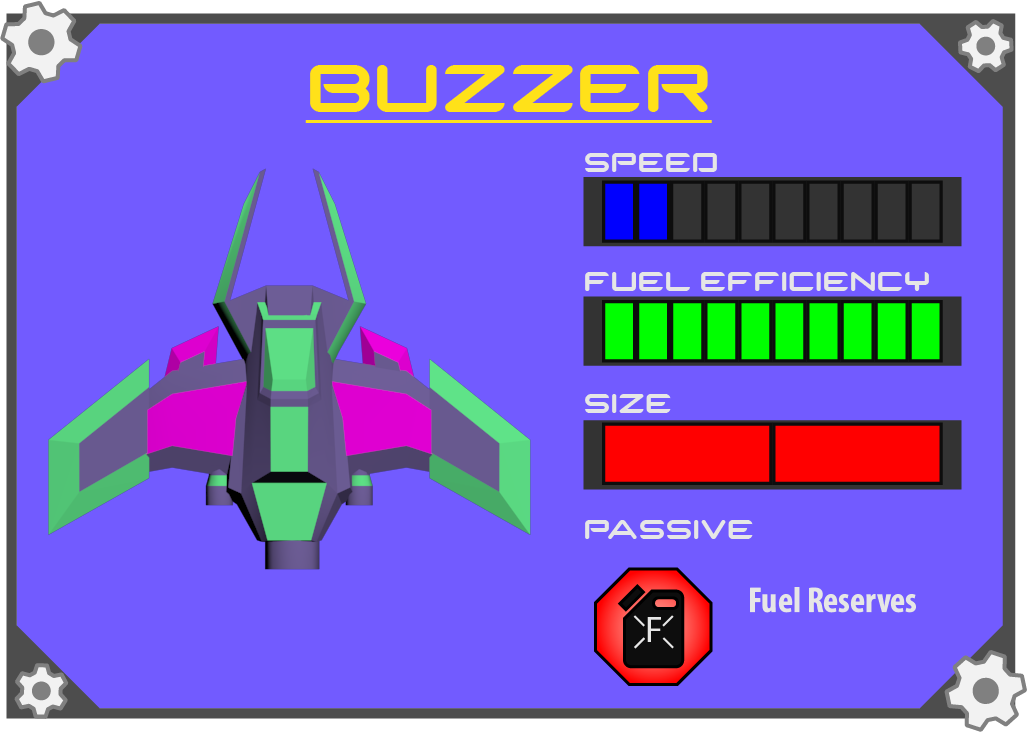 BUZZER
SPEED
FUEL EFFICIENCY
SIZE
PASSIVE
F
Fuel Reserves